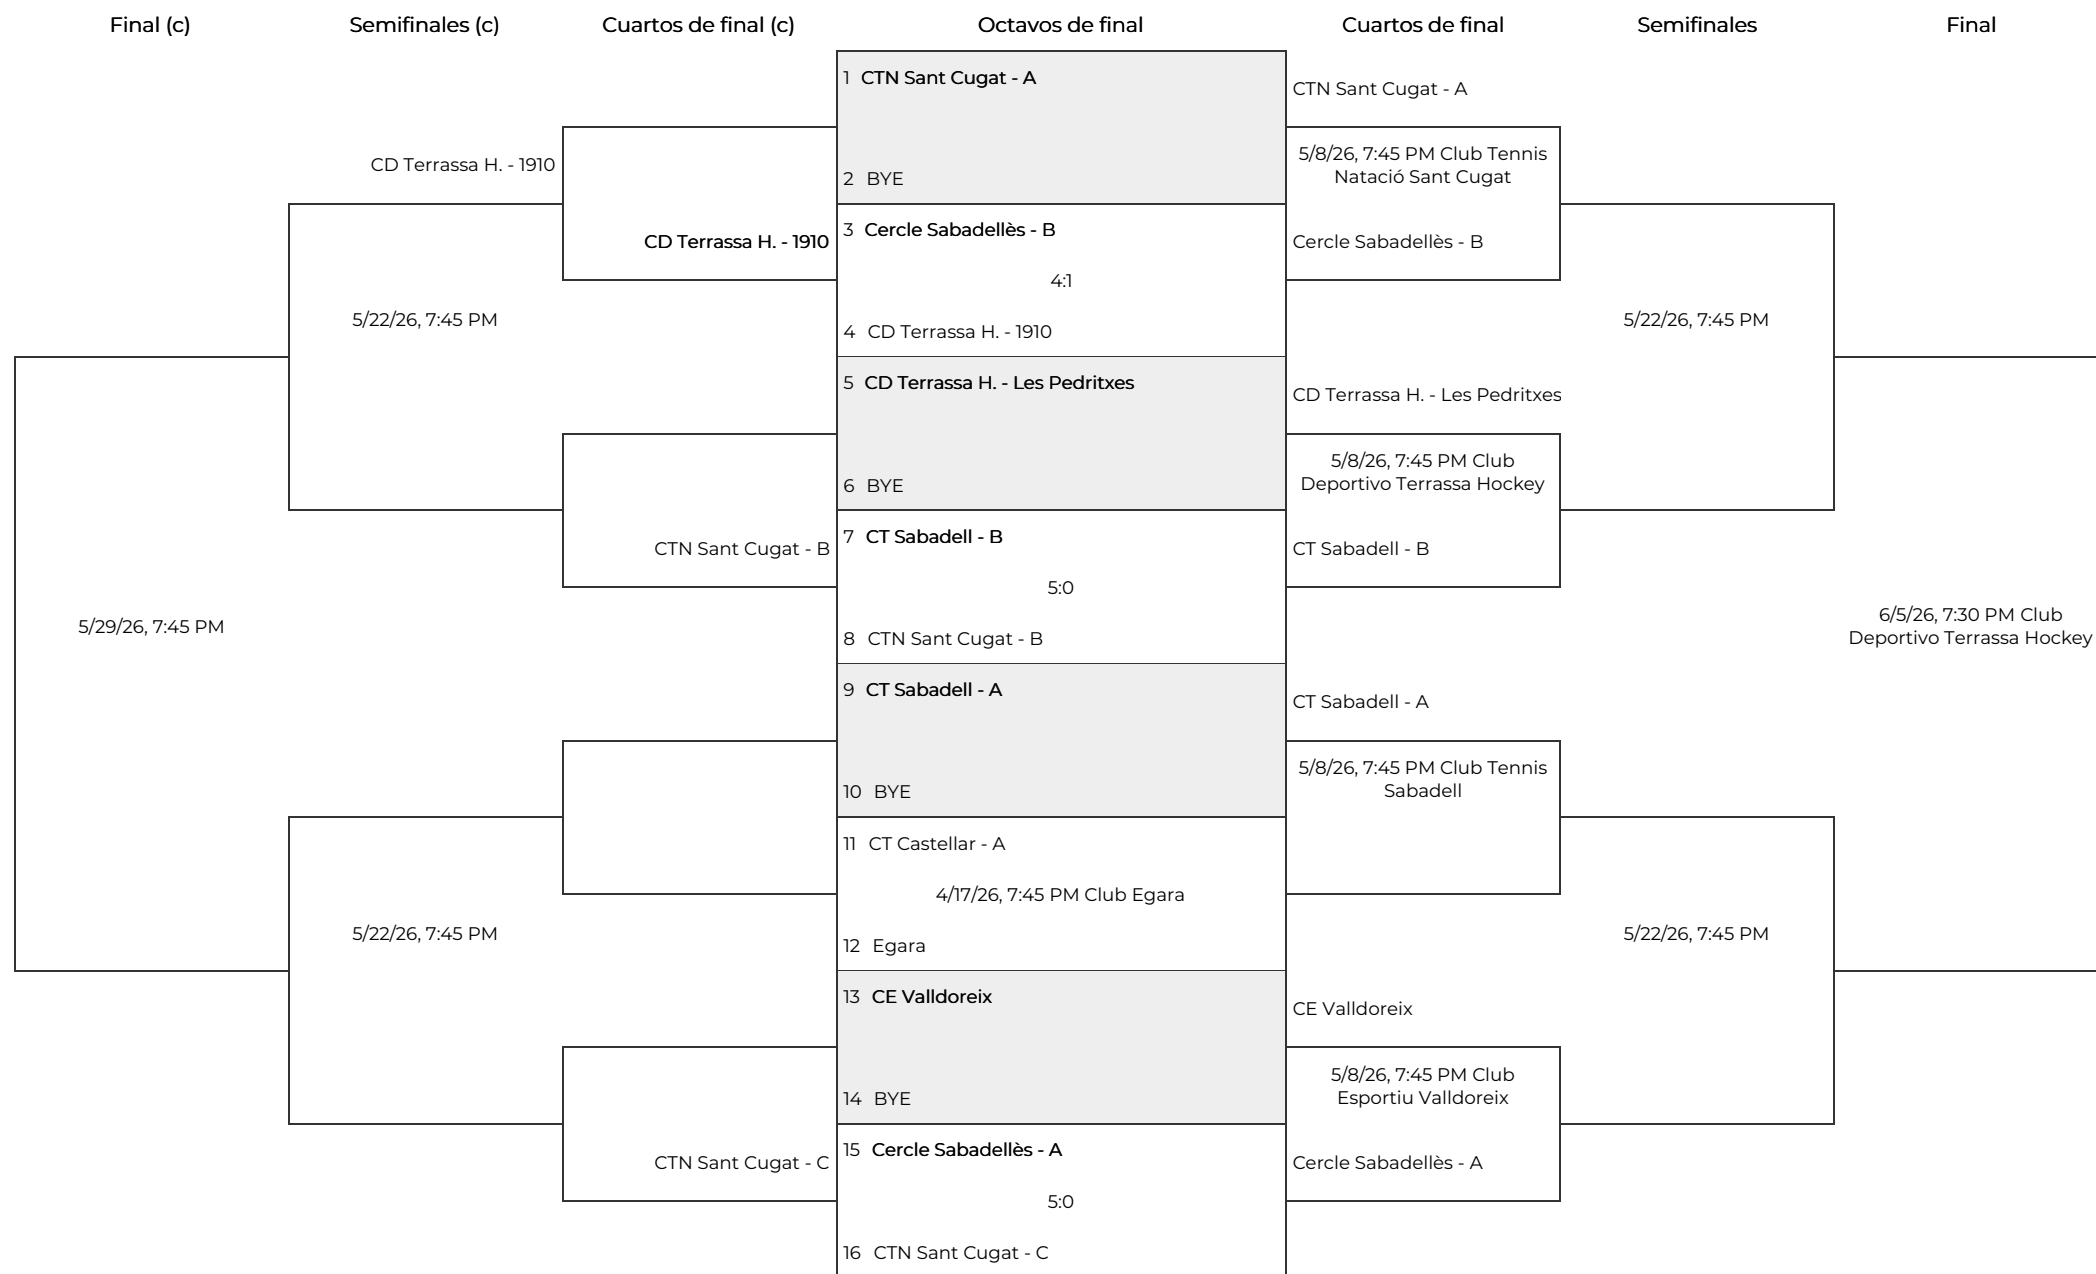 Final (c)
Semifinales (c)
Cuartos de final (c)
Octavos de final
Cuartos de final
Semifinales
Final
1 CTN Sant Cugat - A
2 BYE
3 Cercle Sabadellès - B
4:1
4 CD Terrassa H. - 1910
5 CD Terrassa H. - Les Pedritxes
6 BYE
7 CT Sabadell - B
5:0
8 CTN Sant Cugat - B
9 CT Sabadell - A
10 BYE
11 CT Castellar - A
4/17/26, 7:45 PM Club Egara
12 Egara
13 CE Valldoreix
14 BYE
15 Cercle Sabadellès - A
5:0
16 CTN Sant Cugat - C
CD Terrassa H. - 1910
CTN Sant Cugat - B
CTN Sant Cugat - C
CD Terrassa H. - 1910
5/22/26, 7:45 PM
5/22/26, 7:45 PM
5/29/26, 7:45 PM
CTN Sant Cugat - A
5/8/26, 7:45 PM Club Tennis
Natació Sant Cugat
Cercle Sabadellès - B
CD Terrassa H. - Les Pedritxes
5/8/26, 7:45 PM Club
Deportivo Terrassa Hockey
CT Sabadell - B
CT Sabadell - A
5/8/26, 7:45 PM Club Tennis
Sabadell
CE Valldoreix
5/8/26, 7:45 PM Club
Esportiu Valldoreix
Cercle Sabadellès - A
5/22/26, 7:45 PM
5/22/26, 7:45 PM
6/5/26, 7:30 PM Club
Deportivo Terrassa Hockey